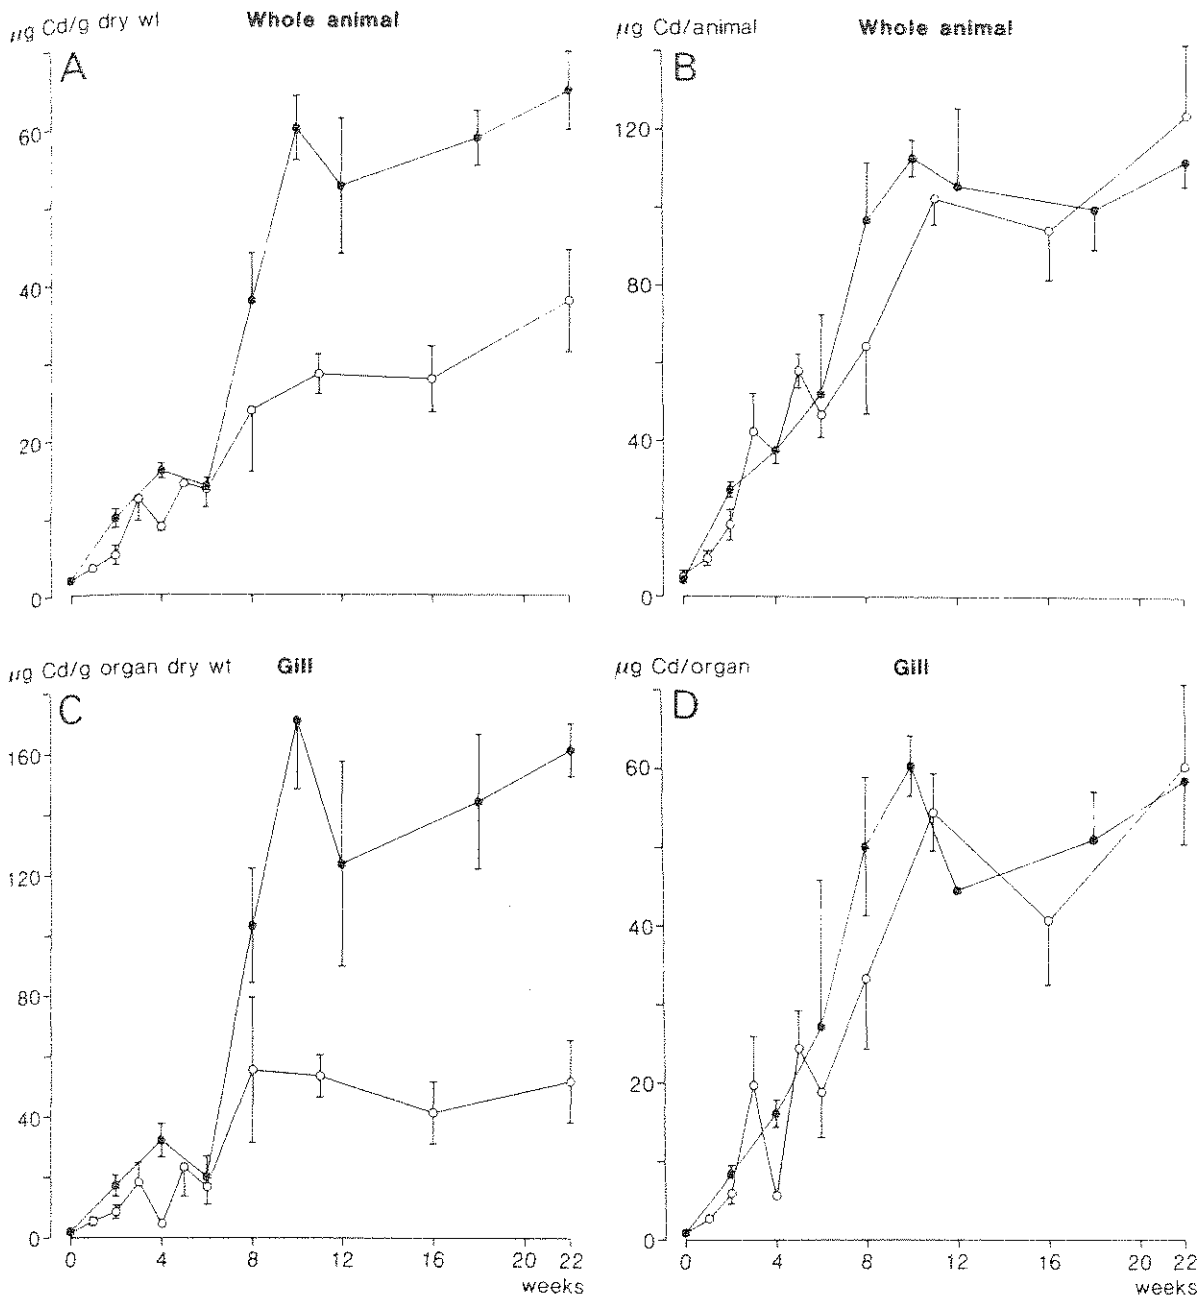 μg Cd/g dry wt Whole animal
A
60
40
20
0
μg Cd/animal Whole animal
B
120
80
40
0
μg Cd/g organ dry wt Gill
C
160
120
80
40
0
0 4 8 12 16 20 22
weeks
μg Cd/organ Gill
D
60
40
20
0
0 4 8 12 16 20 22
weeks